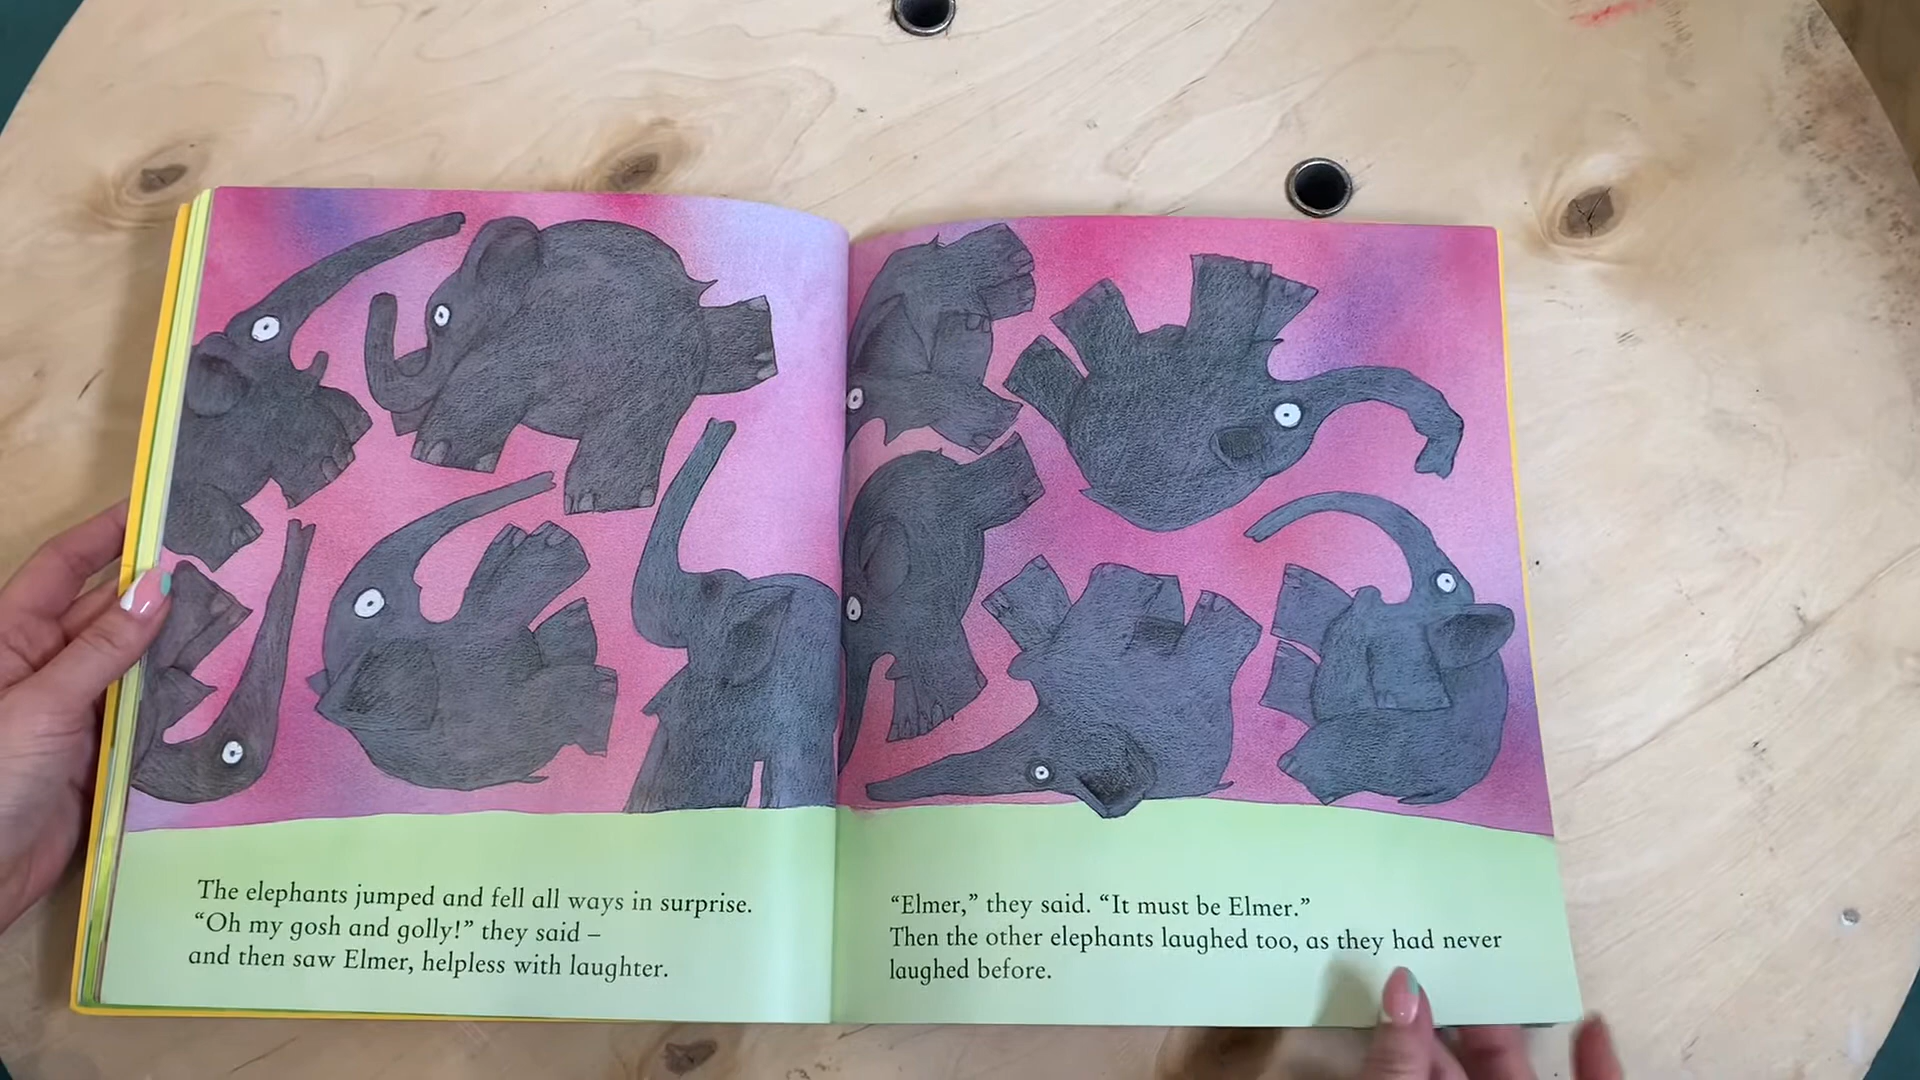 The elephants jumped and fell all ways in surprise.
“Oh my gosh and golly!” they said –
and then saw Elmer, helpless with laughter.
“Elmer,” they said. “It must be Elmer.”
Then the other elephants laughed too, as they had never
laughed before.